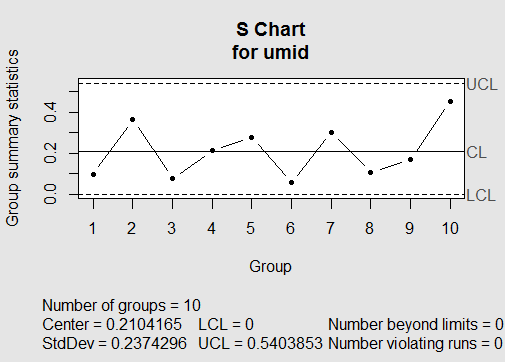 S Chart
for umid
Group summary statistics
0.0 0.2 0.4
UCL
CL
LCL
1 2 3 4 5 6 7 8 9 10
Group
Number of groups = 10
Center = 0.2104165 LCL = 0 Number beyond limits = 0
StdDev = 0.2374296 UCL = 0.5403853 Number violating runs = 0